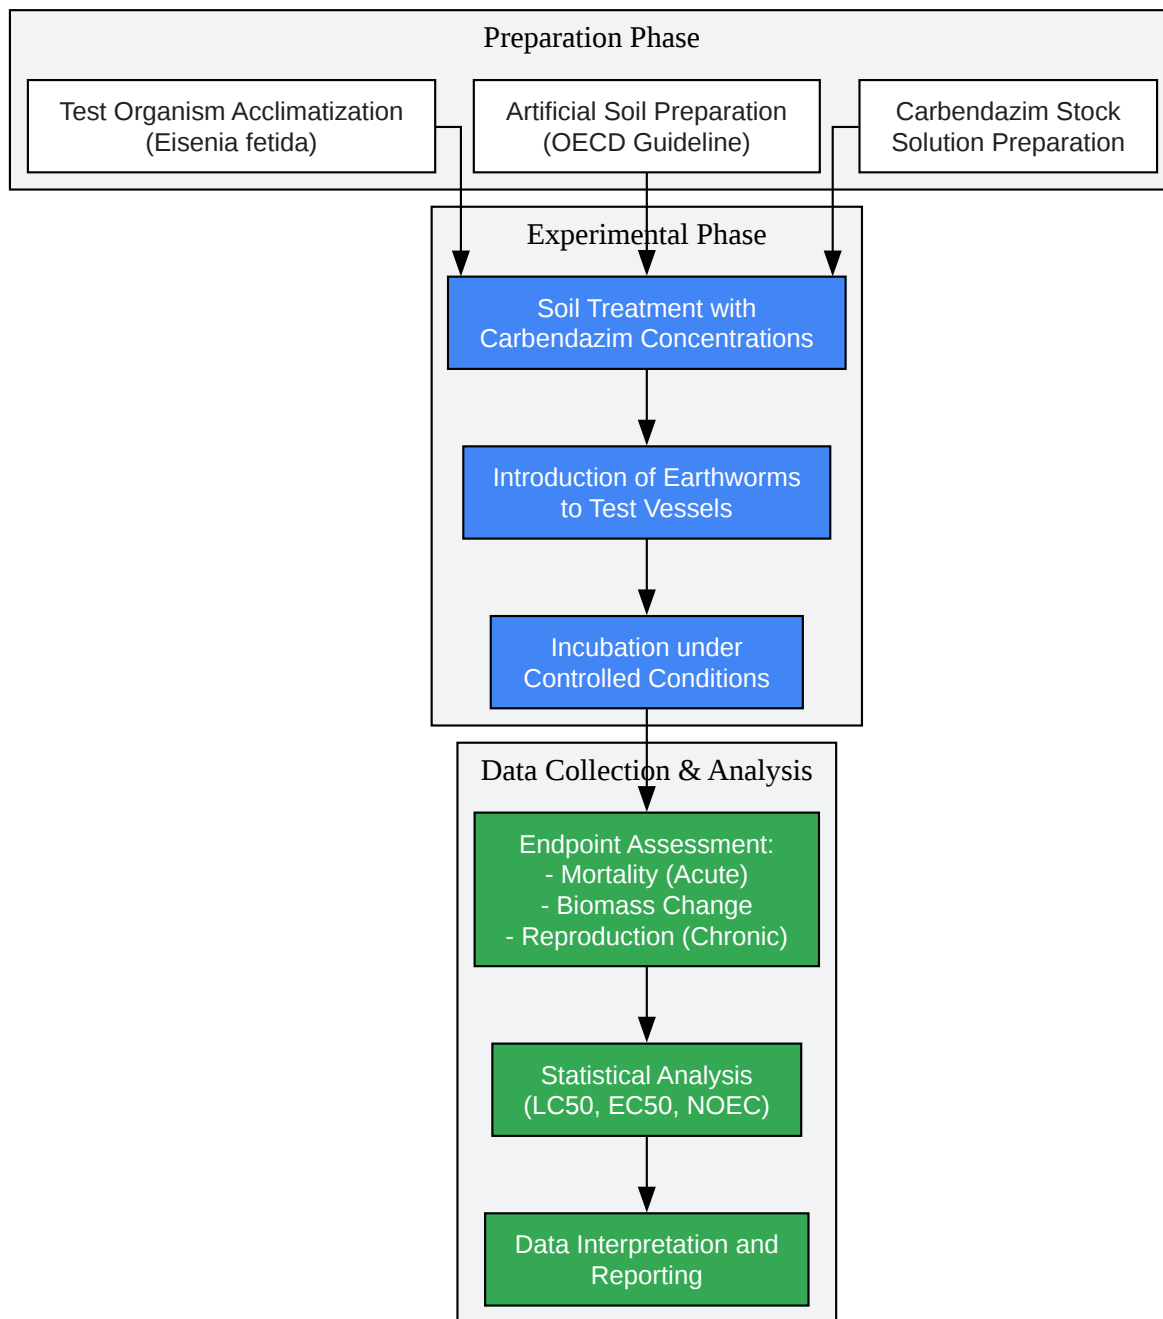 Preparation Phase
Test Organism Acclimatization
(Eisenia fetida)
Artificial Soil Preparation
(OECD Guideline)
Carbendazim Stock
Solution Preparation
Experimental Phase
Soil Treatment with
Carbendazim Concentrations
Introduction of Earthworms
to Test Vessels
Incubation under
Controlled Conditions
Data Collection & Analysis
Endpoint Assessment:
- Mortality (Acute)
- Biomass Change
- Reproduction (Chronic)
Statistical Analysis
(LC50, EC50, NOEC)
Data Interpretation and
Reporting